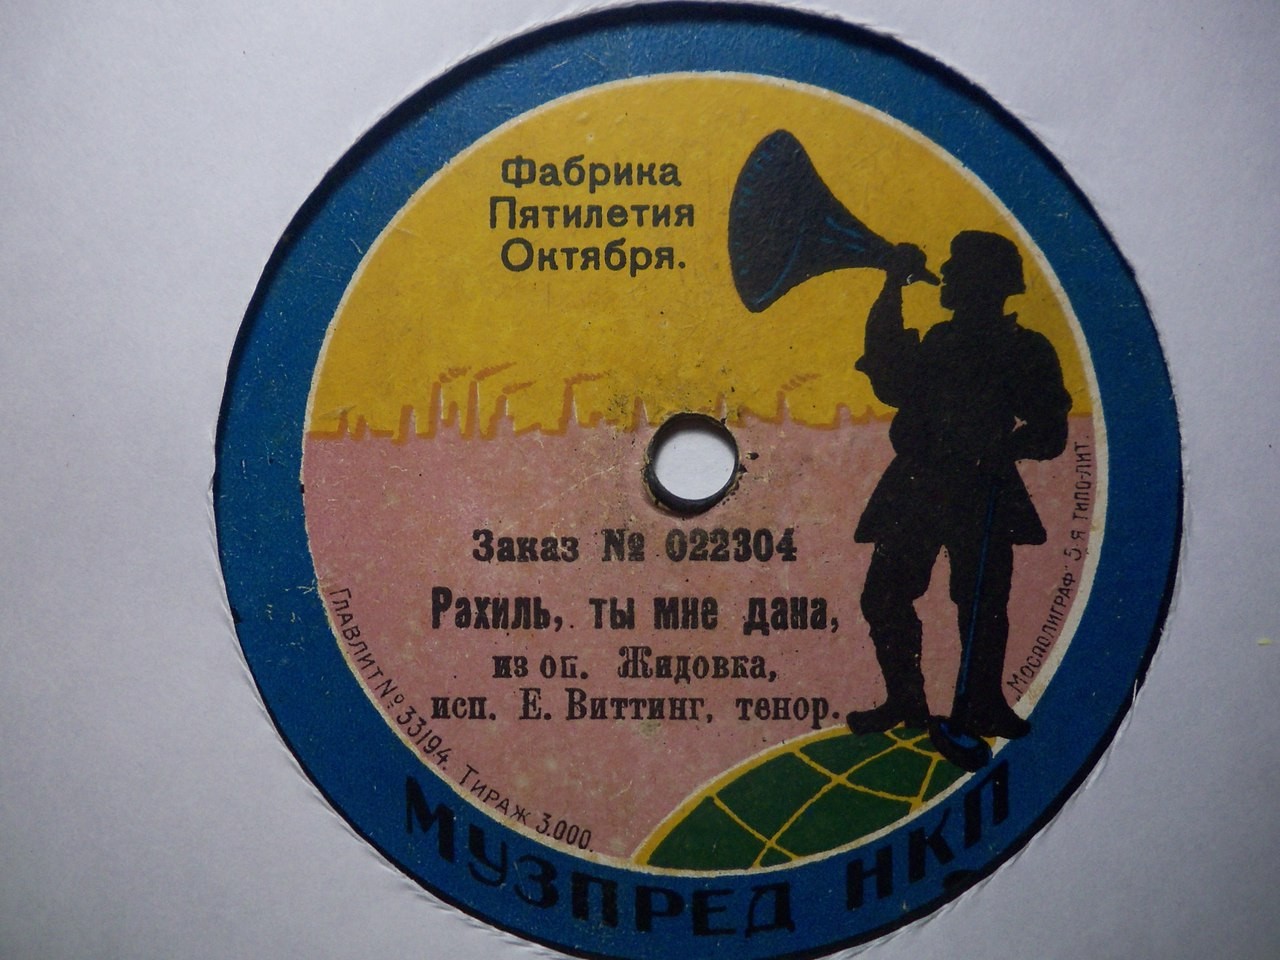 Фабрика
Пятилетия
Октября.
Заказ № 022304
Рахиль, ты мне дана,
из оп. Жидовка,
исп. Е. Виттинг, тенор.
Главлит № 33194. Тираж 3.000.
„Мосполиграф" 5-я типо-лит.
МУЗПРЕД НКП